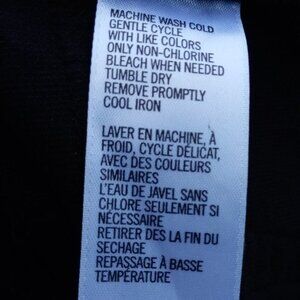 MACHINE WASH COLD
GENTLE CYCLE
WITH LIKE COLORS
ONLY NON-CHLORINE
BLEACH WHEN NEEDED
TUMBLE DRY
REMOVE PROMPTLY
COOL IRON
LAVER EN MACHINE, À
FROID, CYCLE DÉLICAT,
AVEC DES COULEURS
SIMILAIRES
L'EAU DE JAVEL SANS
CHLORE SEULEMENT SI
NÉCESSAIRE
RETIRER DES LA FIN DU
SECHAGE
REPASSAGE À BASSE
TEMPÉRATURE